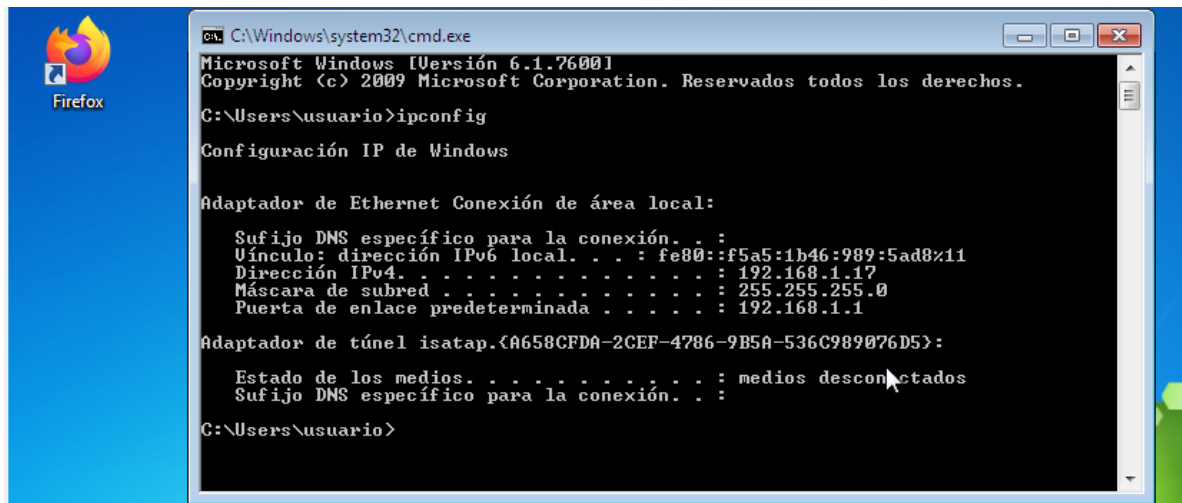 Firefox
C:\Windows\system32\cmd.exe
Microsoft Windows [Versión 6.1.7600]
Copyright (c) 2009 Microsoft Corporation. Reservados todos los derechos.
C:\Users\usuario>ipconfig
Configuración IP de Windows
Adaptador de Ethernet Conexión de área local:
Sufijo DNS específico para la conexión. . :
Vínculo: dirección IPv6 local. . . : fe80::f5a5:1b46:989:5ad8%11
Dirección IPv4. . . . . . . . . . . . . . : 192.168.1.17
Máscara de subred . . . . . . . . . . . . : 255.255.255.0
Puerta de enlace predeterminada . . . . . : 192.168.1.1
Adaptador de túnel isatap.{A658CFDA-2CEF-4786-9B5A-536C989076D5}:
Estado de los medios. . . . . . . . . . . : medios desconectados
Sufijo DNS específico para la conexión. . :
C:\Users\usuario>